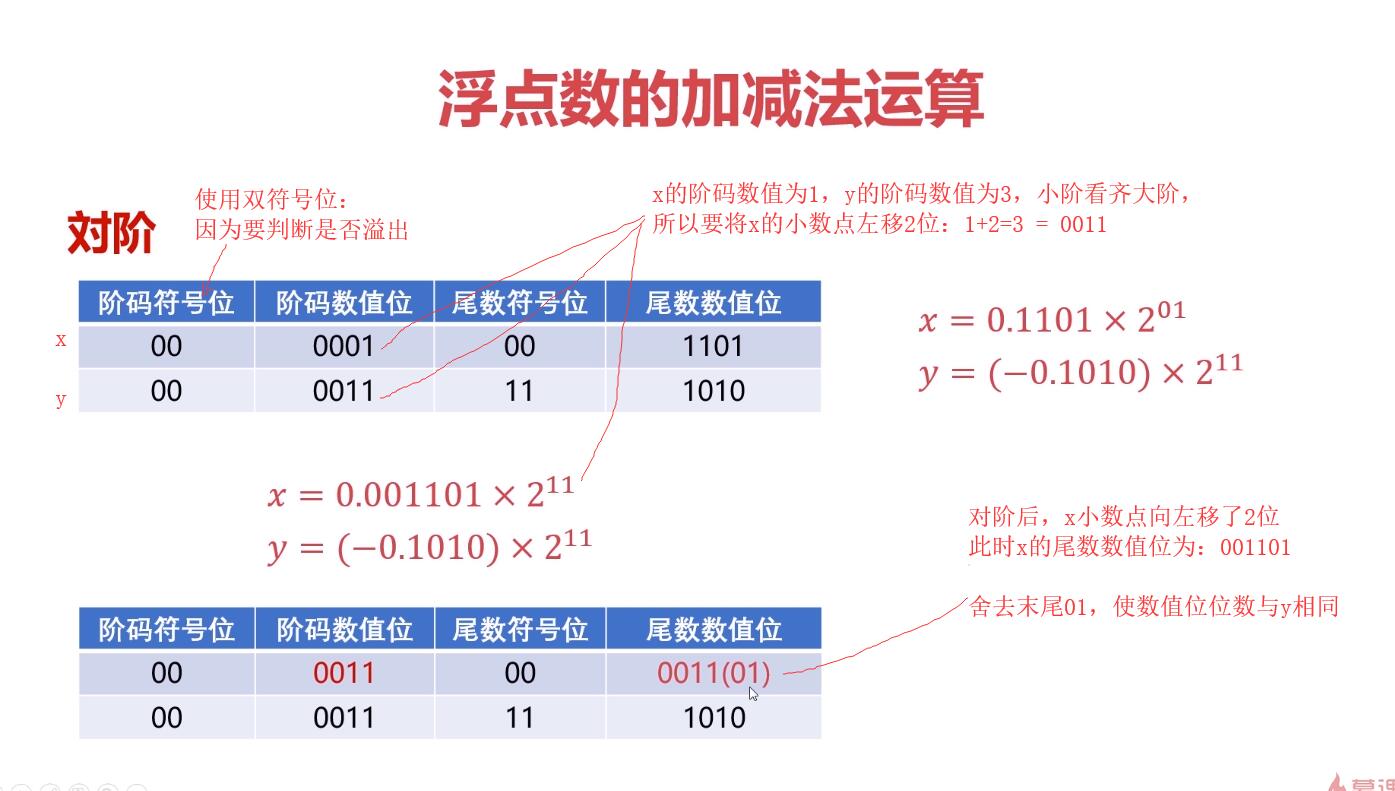 浮点数的加减法运算
对阶
使用双符号位：
因为要判断是否溢出
x的阶码数值为1，y的阶码数值为3，小阶看齐大阶，
所以要将x的小数点左移2位：1+2=3 = 0011
阶码符号位 阶码数值位 尾数符号位 尾数数值位
x 00 0001 00 1101
y 00 0011 11 1010
x = 0.1101 × 2^01
y = (−0.1010) × 2^11
x = 0.001101 × 2^11
y = (−0.1010) × 2^11
对阶后，x小数点向左移了2位
此时x的尾数数值位为：001101
舍去末尾01，使数值位位数与y相同
阶码符号位 阶码数值位 尾数符号位 尾数数值位
00 0011 00 0011(01)
00 0011 11 1010